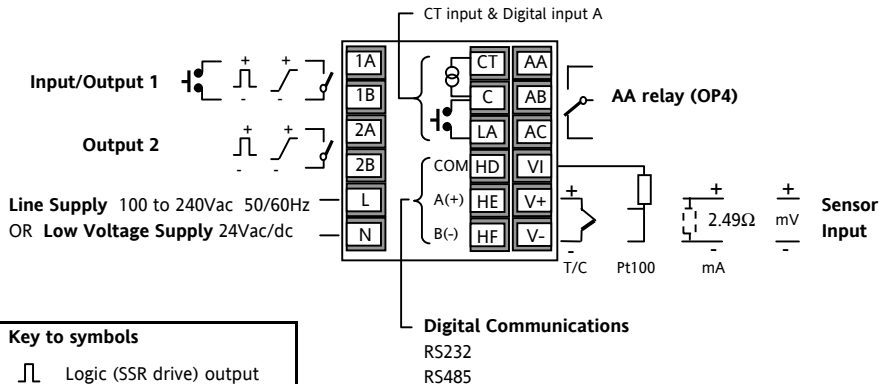 CT input & Digital input A
+ +
Input/Output 1
- -
1A
1B
2A
2B
L
N
CT
C
LA
HD
HE
HF
AA
AB
AC
VI
V+
V-
AA relay (OP4)
+ +
Output 2
- -
COM
A(+)
B(-)
Line Supply 100 to 240Vac 50/60Hz
OR Low Voltage Supply 24Vac/dc
+
-
T/C
Pt100
+
2.49Ω
-
mA
+
mV
-
Sensor
Input
Digital Communications
RS232
RS485
Key to symbols
Logic (SSR drive) output